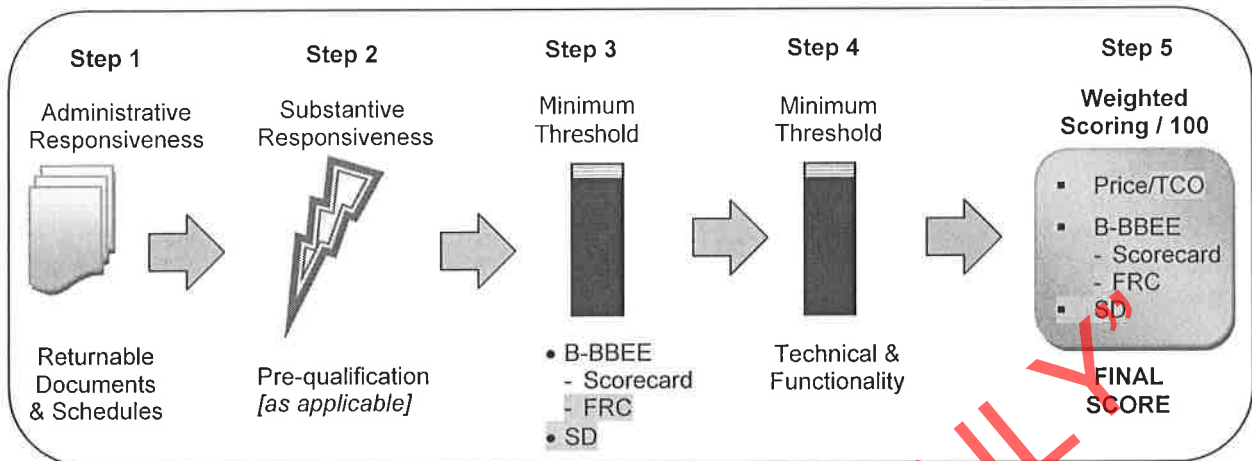 Step 1
Administrative
Responsiveness
Returnable
Documents
& Schedules
Step 2
Substantive
Responsiveness
Pre-qualification
[as applicable]
Step 3
Minimum
Threshold
• B-BBEE
- Scorecard
- FRC
• SD
Step 4
Minimum
Threshold
Technical &
Functionality
Step 5
Weighted
Scoring / 100
▪ Price/TCO
▪ B-BBEE
- Scorecard
- FRC
▪ SD
FINAL
SCORE